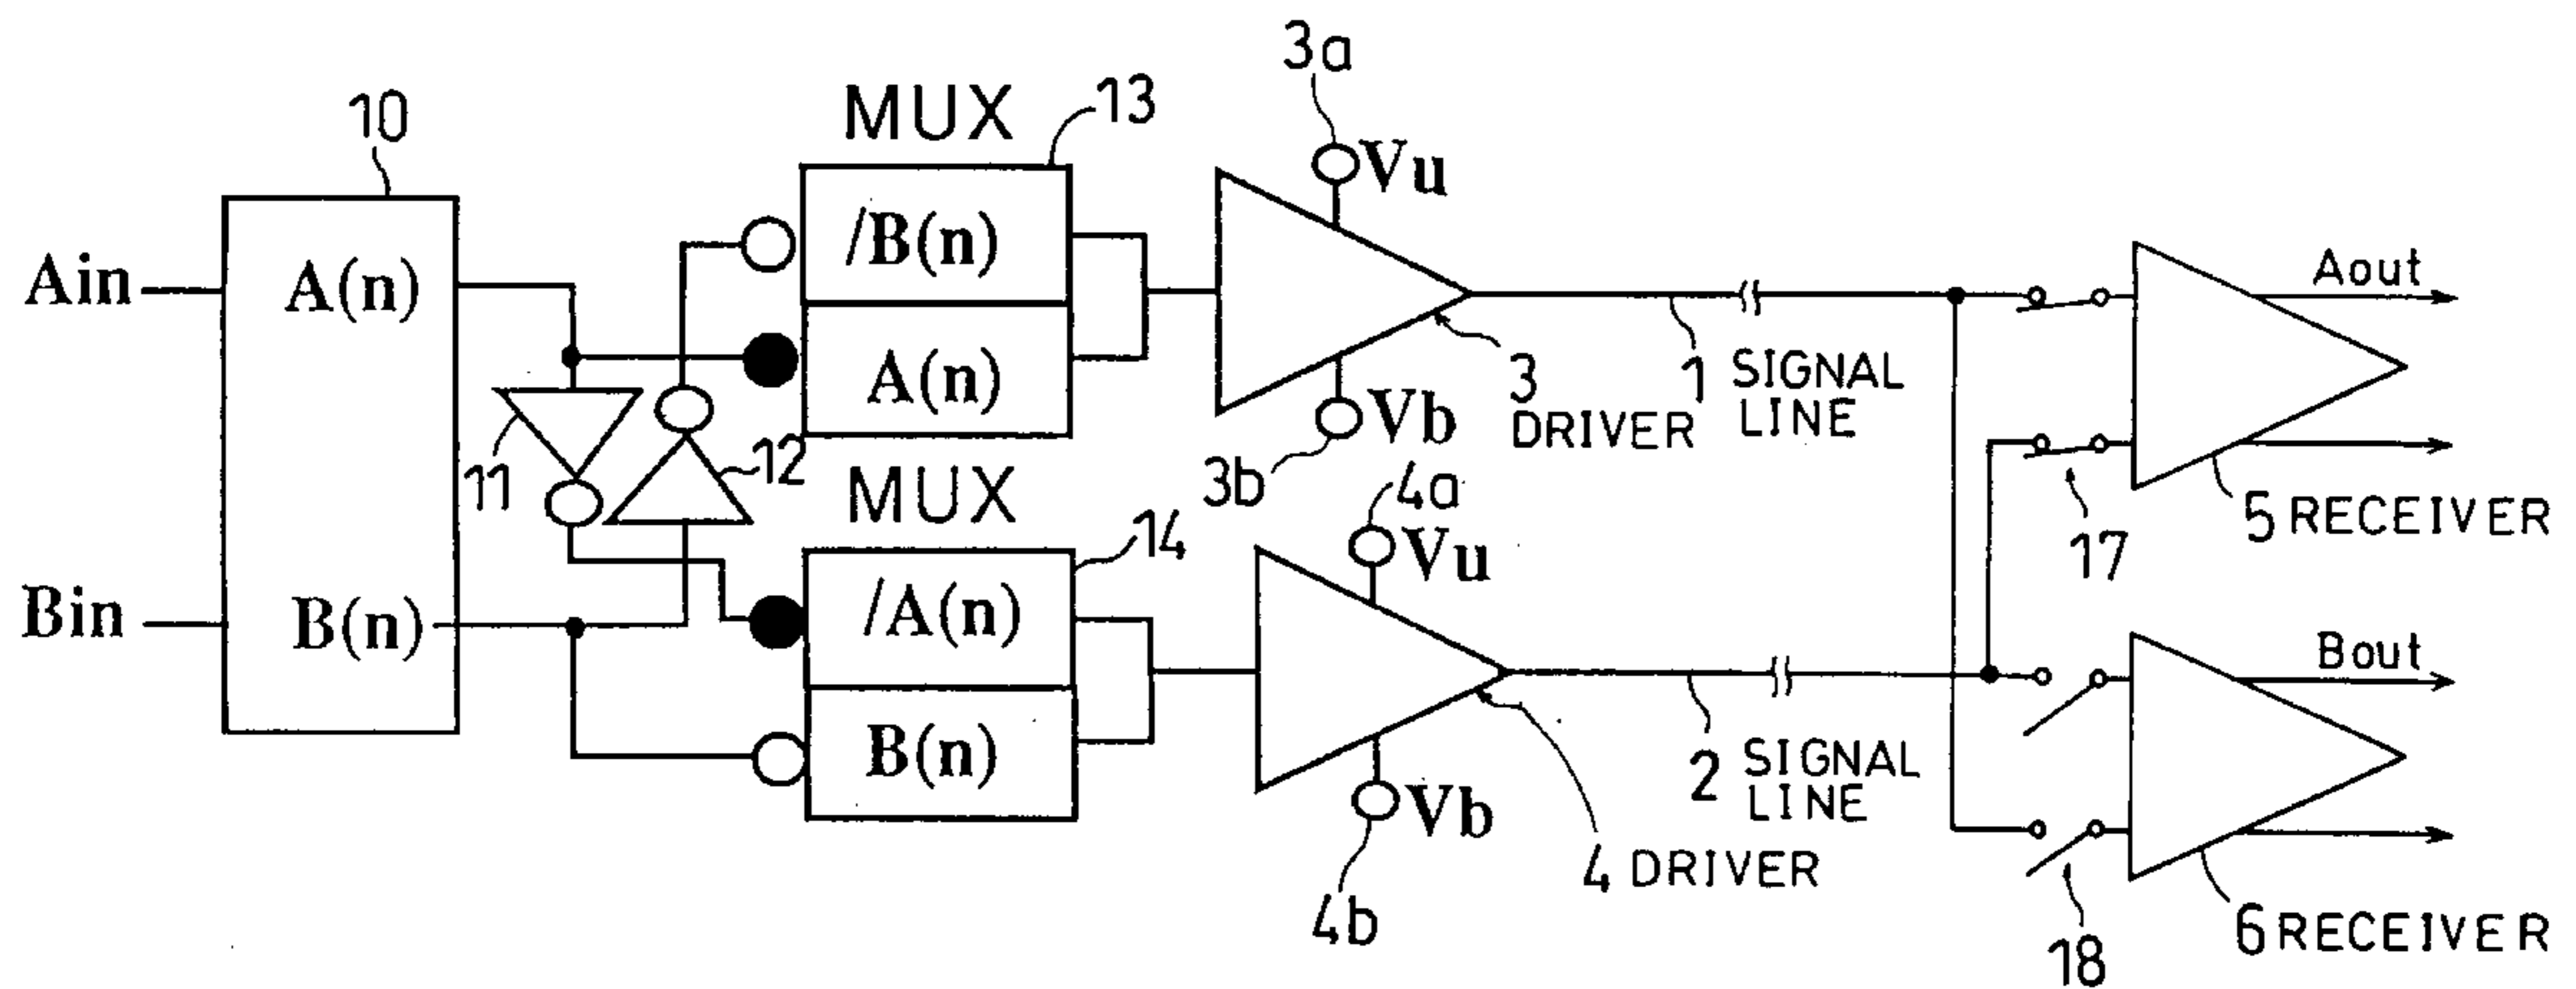 3a
10
MUX
13
Vu
/B(n)
Ain
A(n)
Aout
A(n)
3
DRIVER
1
SIGNAL
LINE
Vb
3b
11
12
MUX
4a
14
Vu
17
5 RECEIVER
Bin
B(n)
/A(n)
Bout
B(n)
2
SIGNAL
LINE
Vb
4 DRIVER
4b
18
6 RECEIVER